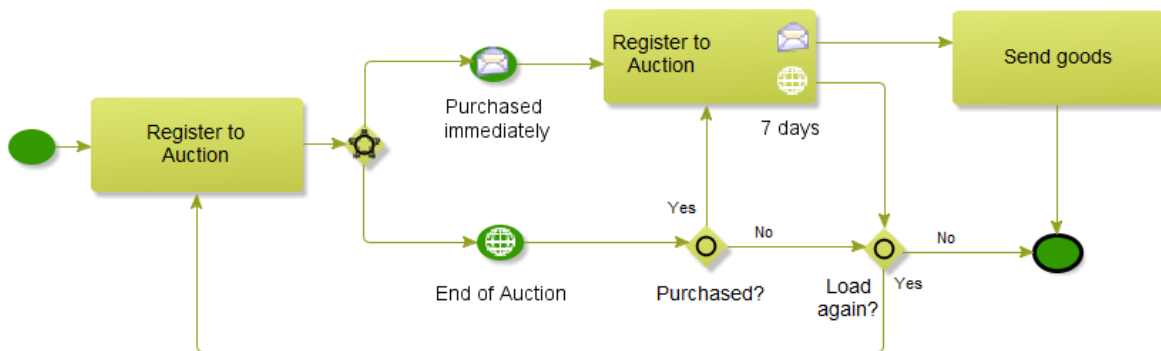 Register to
Auction
Purchased
immediately
Register to
Auction
7 days
Send goods
End of Auction
Yes
Purchased?
No
Load
again?
No
Yes